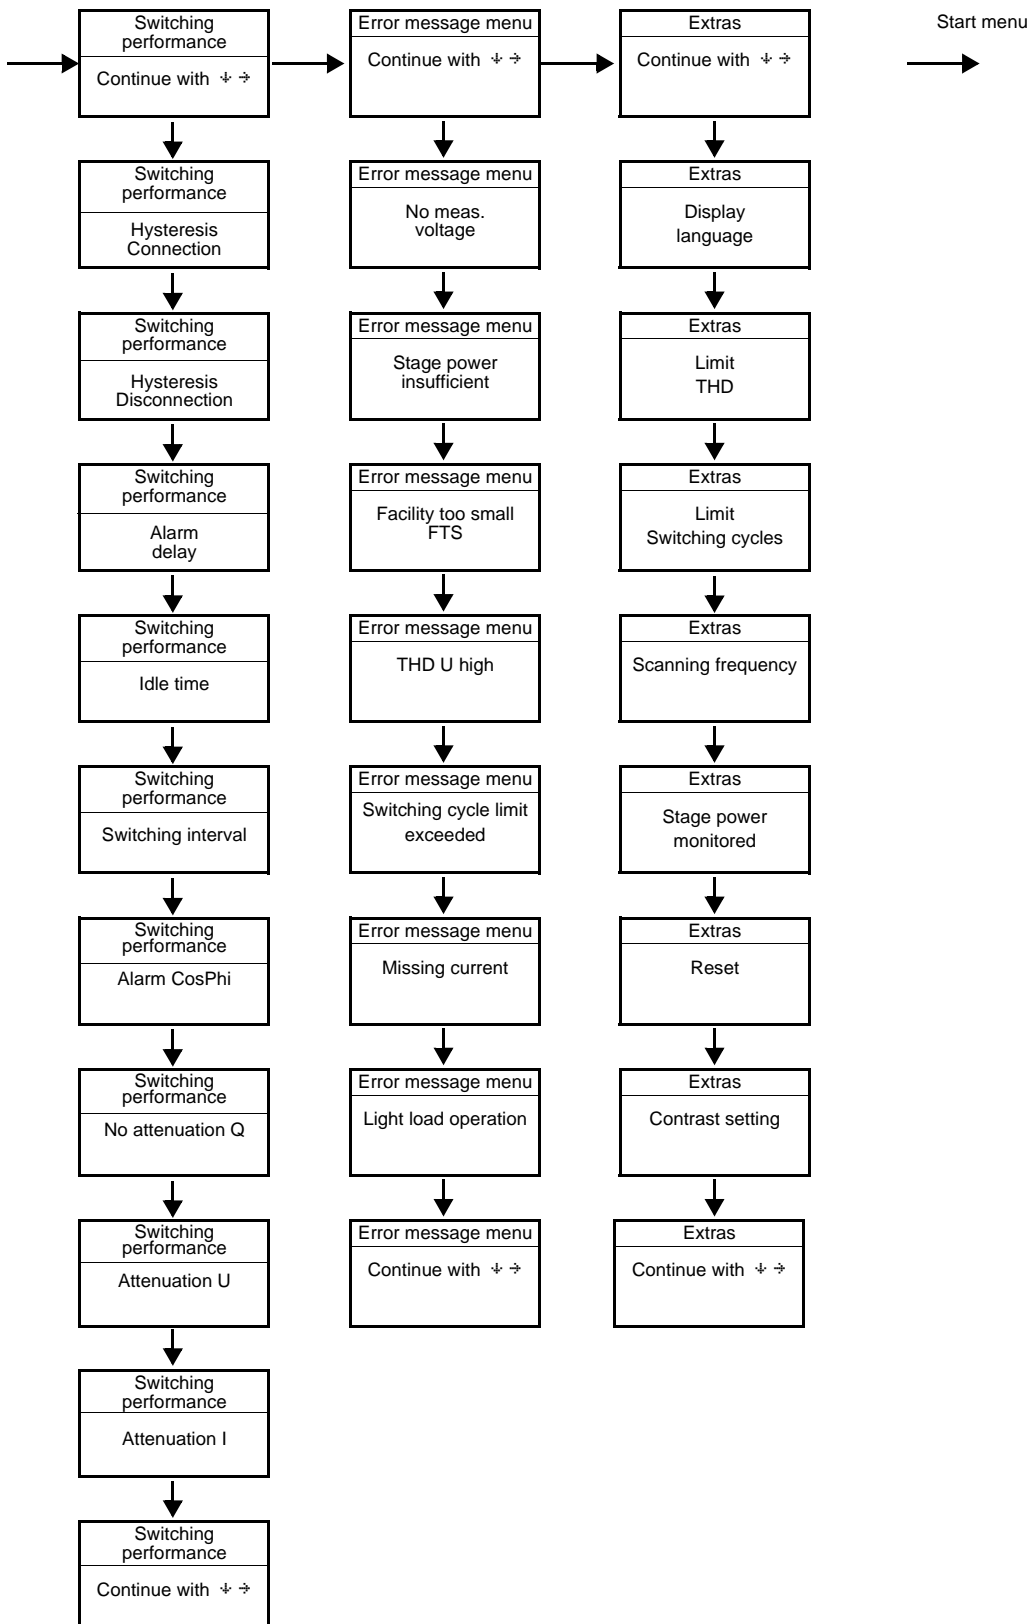 Switching
performance
Continue with ↓ →
Switching
performance
Hysteresis
Connection
Switching
performance
Hysteresis
Disconnection
Switching
performance
Alarm
delay
Switching
performance
Idle time
Switching
performance
Switching interval
Switching
performance
Alarm CosPhi
Switching
performance
No attenuation Q
Switching
performance
Attenuation U
Switching
performance
Attenuation I
Switching
performance
Continue with ↓ →
Error message menu
Continue with ↓ →
Error message menu
No meas.
voltage
Error message menu
Stage power
insufficient
Error message menu
Facility too small
FTS
Error message menu
THD U high
Error message menu
Switching cycle limit
exceeded
Error message menu
Missing current
Error message menu
Light load operation
Error message menu
Continue with ↓ →
Extras
Continue with ↓ →
Extras
Display
language
Extras
Limit
THD
Extras
Limit
Switching cycles
Extras
Scanning frequency
Extras
Stage power
monitored
Extras
Reset
Extras
Contrast setting
Extras
Continue with ↓ →
Start menu